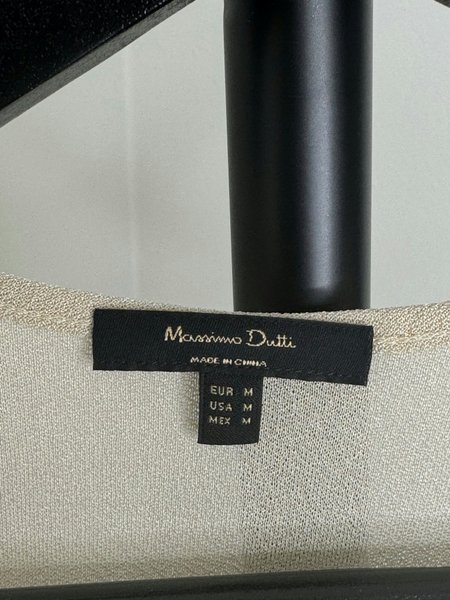 Massimo Dutti
MADE IN CHINA
EUR M
USA M
MEX M